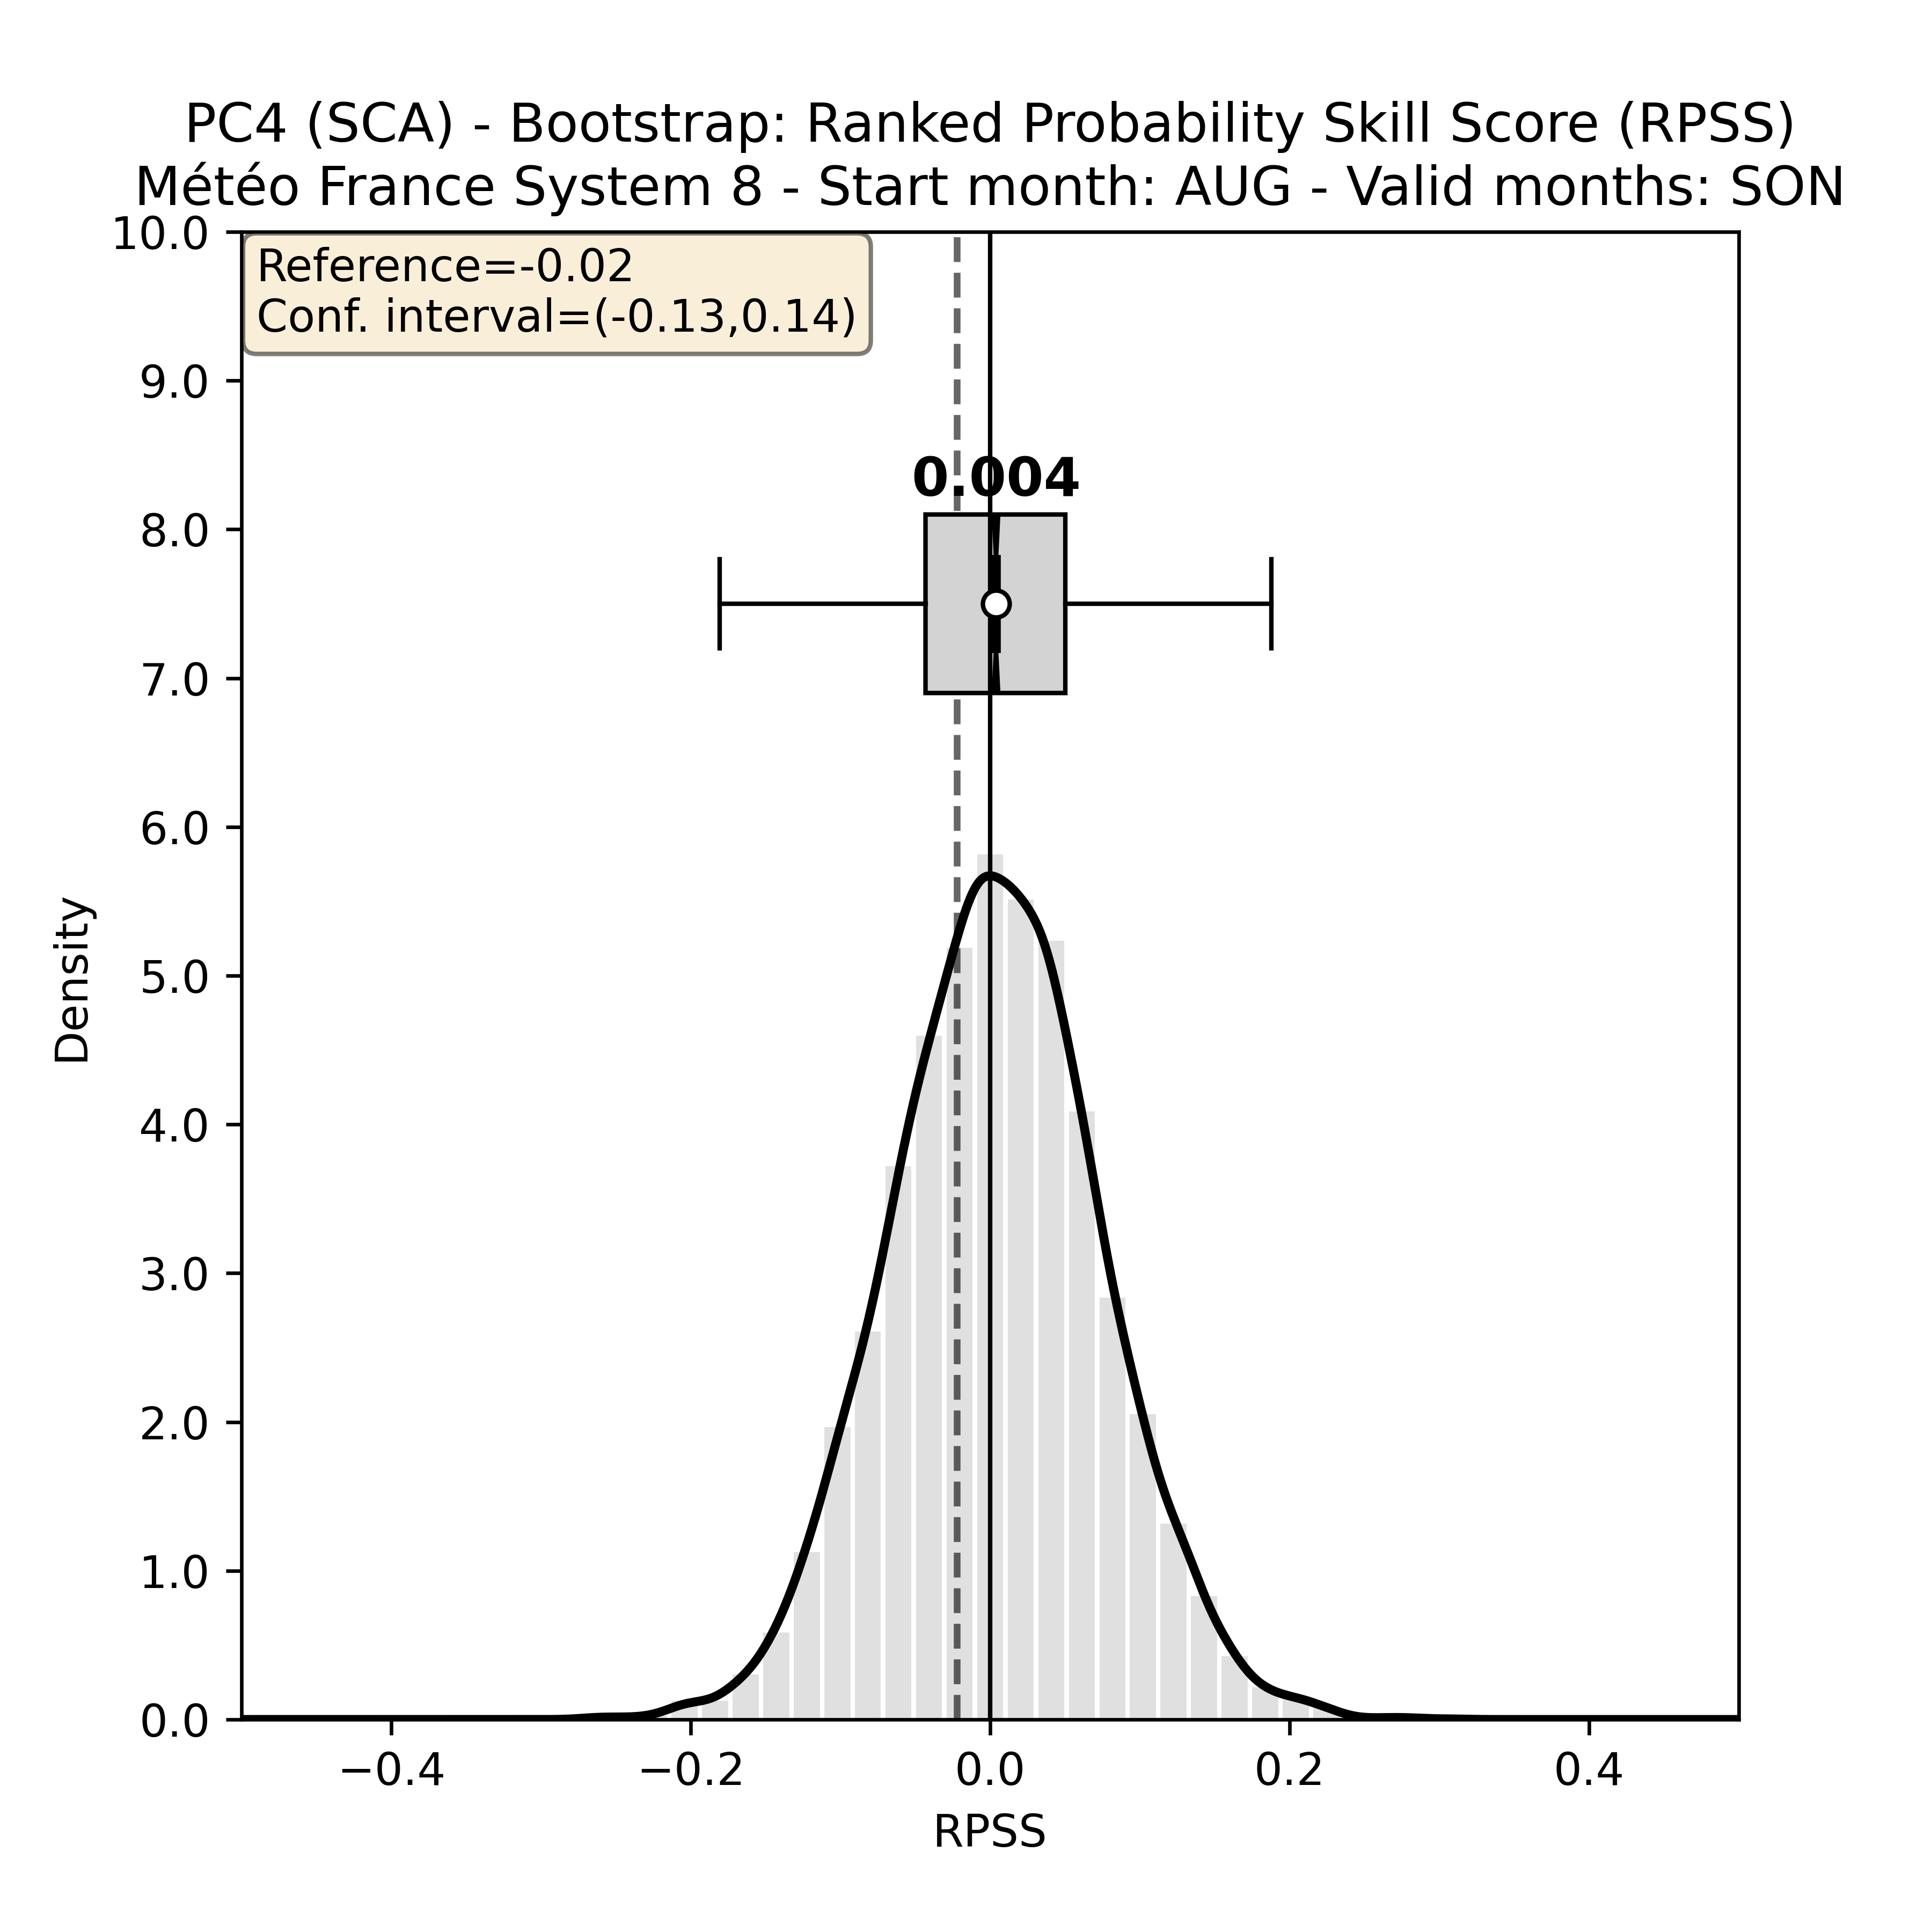 PC4 (SCA) - Bootstrap: Ranked Probability Skill Score (RPSS)
Météo France System 8 - Start month: AUG - Valid months: SON
Reference=-0.02
Conf. interval=(-0.13,0.14)
0.004
10.0
9.0
8.0
7.0
6.0
5.0
4.0
3.0
2.0
1.0
0.0
Density
−0.4 −0.2 0.0 0.2 0.4
RPSS